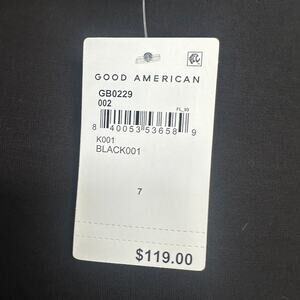 GOOD AMERICAN
GB0229
002
FL_93
8 40053 53658 9
K001
BLACK001
7
$119.00